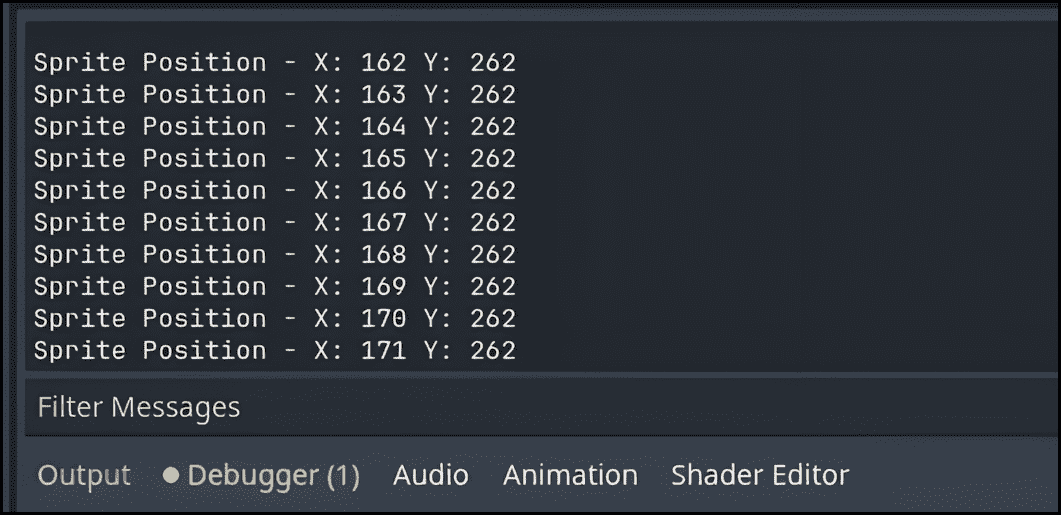 Sprite Position - X: 162 Y: 262
Sprite Position - X: 163 Y: 262
Sprite Position - X: 164 Y: 262
Sprite Position - X: 165 Y: 262
Sprite Position - X: 166 Y: 262
Sprite Position - X: 167 Y: 262
Sprite Position - X: 168 Y: 262
Sprite Position - X: 169 Y: 262
Sprite Position - X: 170 Y: 262
Sprite Position - X: 171 Y: 262
Filter Messages
Output Debugger (1) Audio Animation Shader Editor